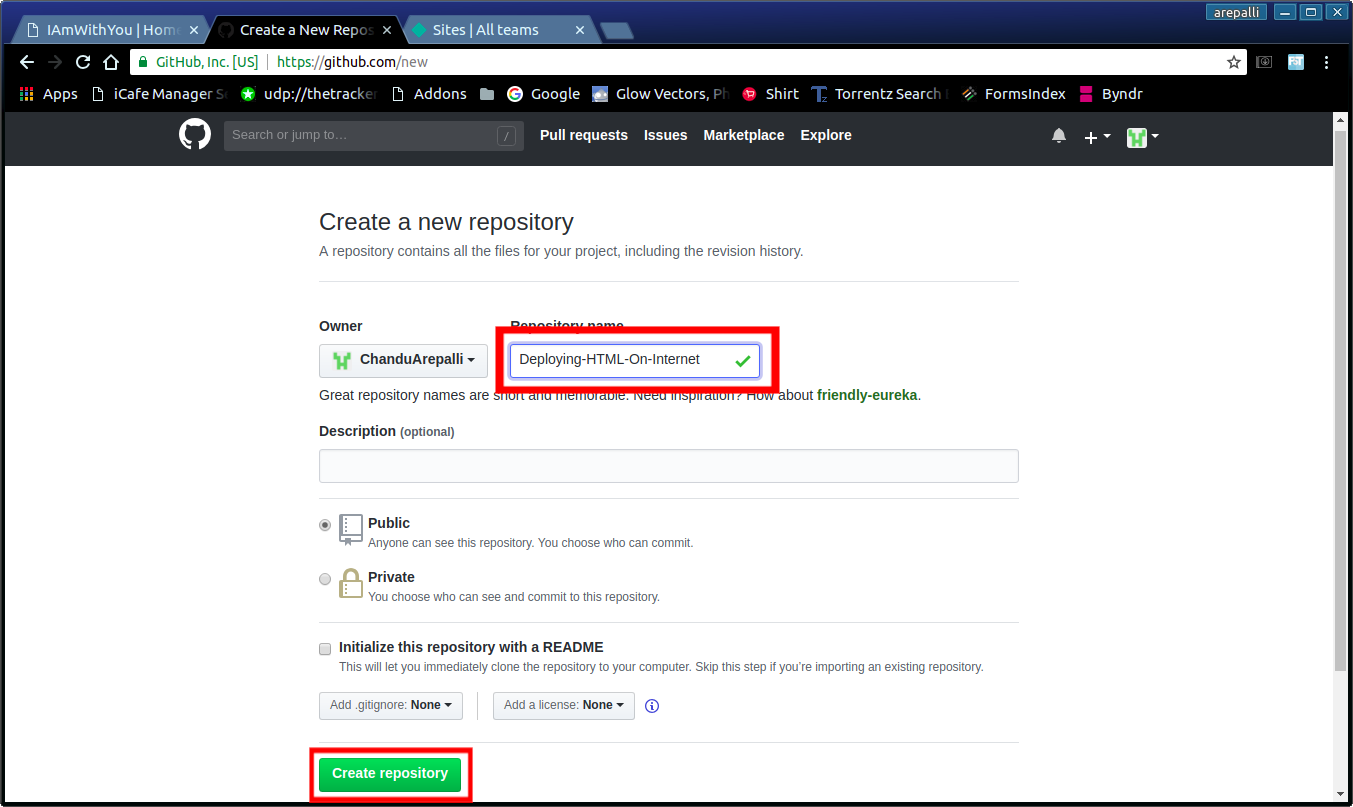 arepalli
IAmWithYou | Home
Create a New Repos
Sites | All teams
GitHub, Inc. [US] https://github.com/new
Apps iCafe Manager S udp://thetracker Addons Google Glow Vectors, Ph Shirt Torrentz Search FormsIndex Byndr
Search or jump to… / Pull requests Issues Marketplace Explore
Create a new repository
A repository contains all the files for your project, including the revision history.
Owner Repository name
ChanduArepalli Deploying-HTML-On-Internet
Great repository names are short and memorable. Need inspiration? How about friendly-eureka.
Description (optional)
Public
Anyone can see this repository. You choose who can commit.
Private
You choose who can see and commit to this repository.
Initialize this repository with a README
This will let you immediately clone the repository to your computer. Skip this step if you’re importing an existing repository.
Add .gitignore: None Add a license: None
Create repository